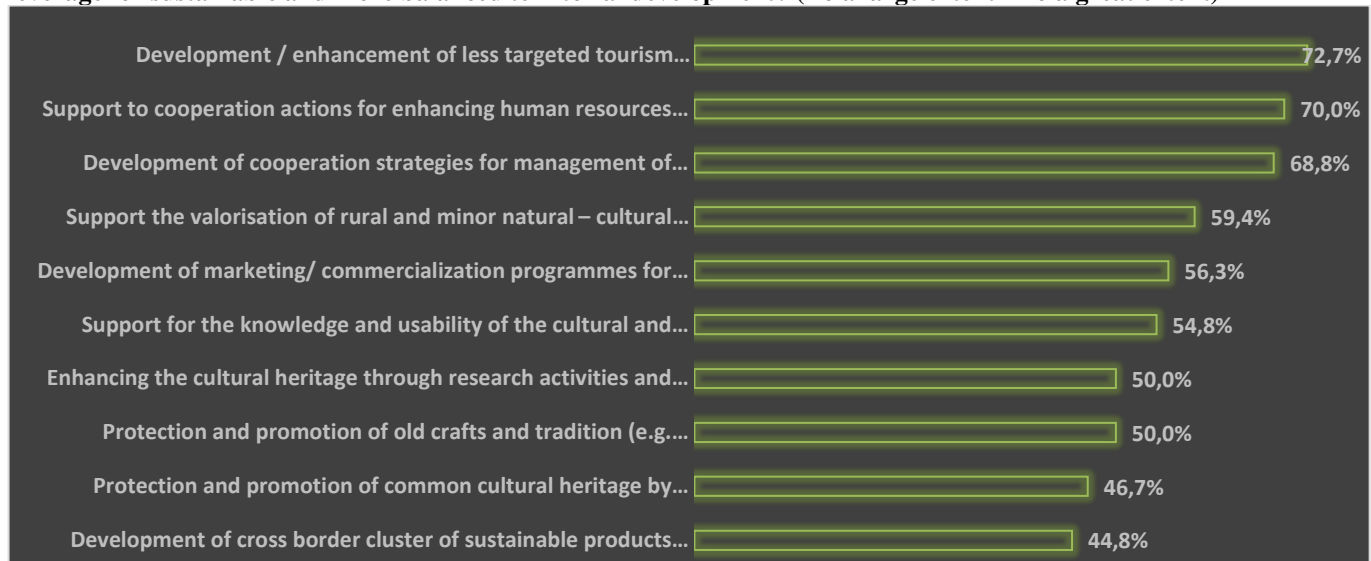 Development / enhancement of less targeted tourism… 72,7%
Support to cooperation actions for enhancing human resources… 70,0%
Development of cooperation strategies for management of… 68,8%
Support the valorisation of rural and minor natural – cultural… 59,4%
Development of marketing/ commercialization programmes for… 56,3%
Support for the knowledge and usability of the cultural and… 54,8%
Enhancing the cultural heritage through research activities and… 50,0%
Protection and promotion of old crafts and tradition (e.g.… 50,0%
Protection and promotion of common cultural heritage by… 46,7%
Development of cross border cluster of sustainable products… 44,8%